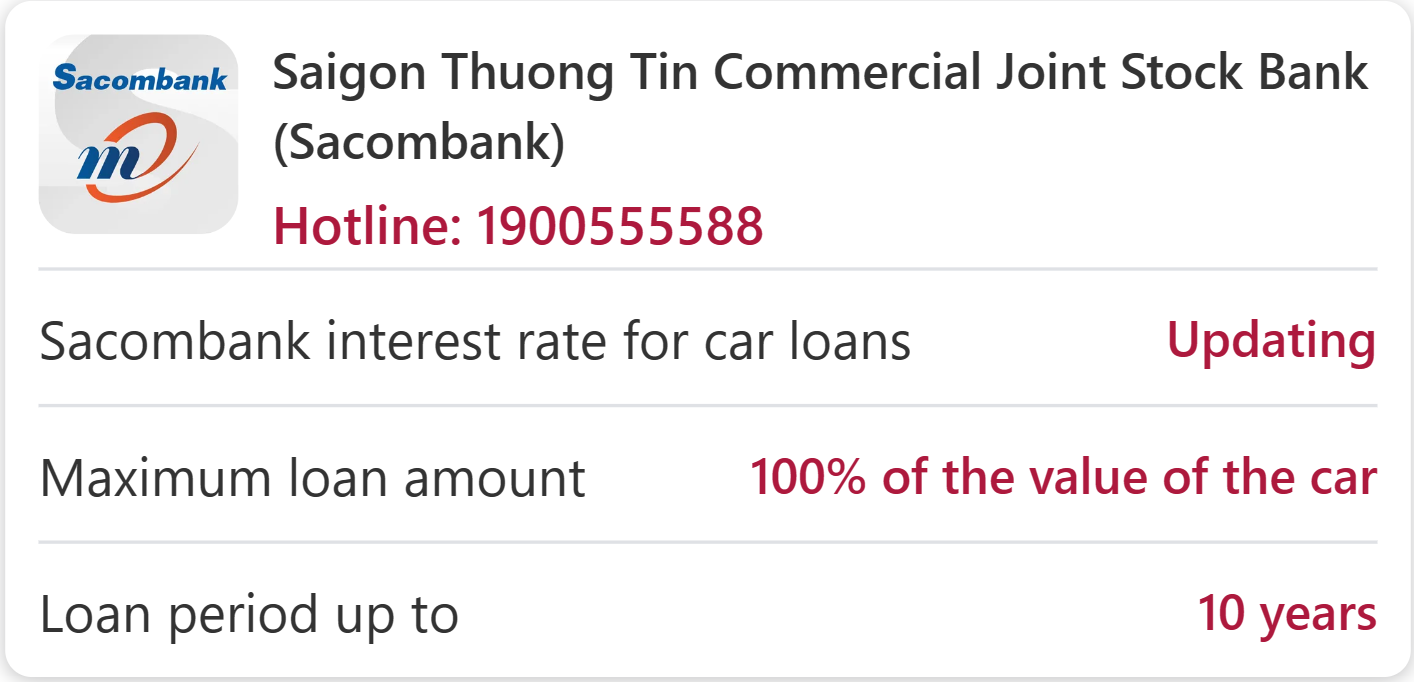 Sacombank
m
Saigon Thuong Tin Commercial Joint Stock Bank
(Sacombank)
Hotline: 1900555588
Sacombank interest rate for car loans Updating
Maximum loan amount 100% of the value of the car
Loan period up to 10 years